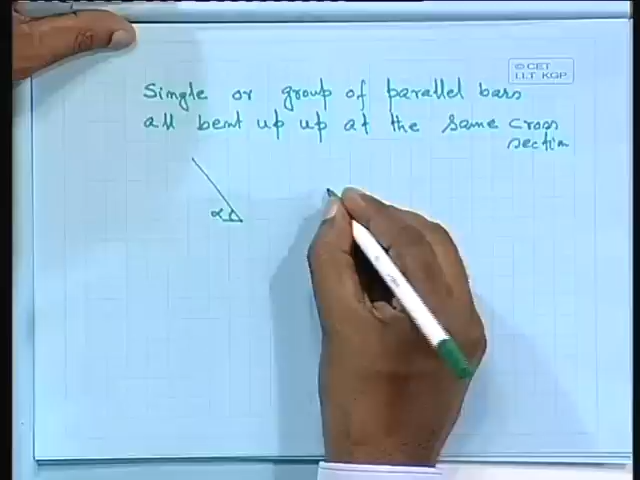 © CET
I.I.T. KGP
Single or group of parallel bars
all bent up up at the same cross
section
α